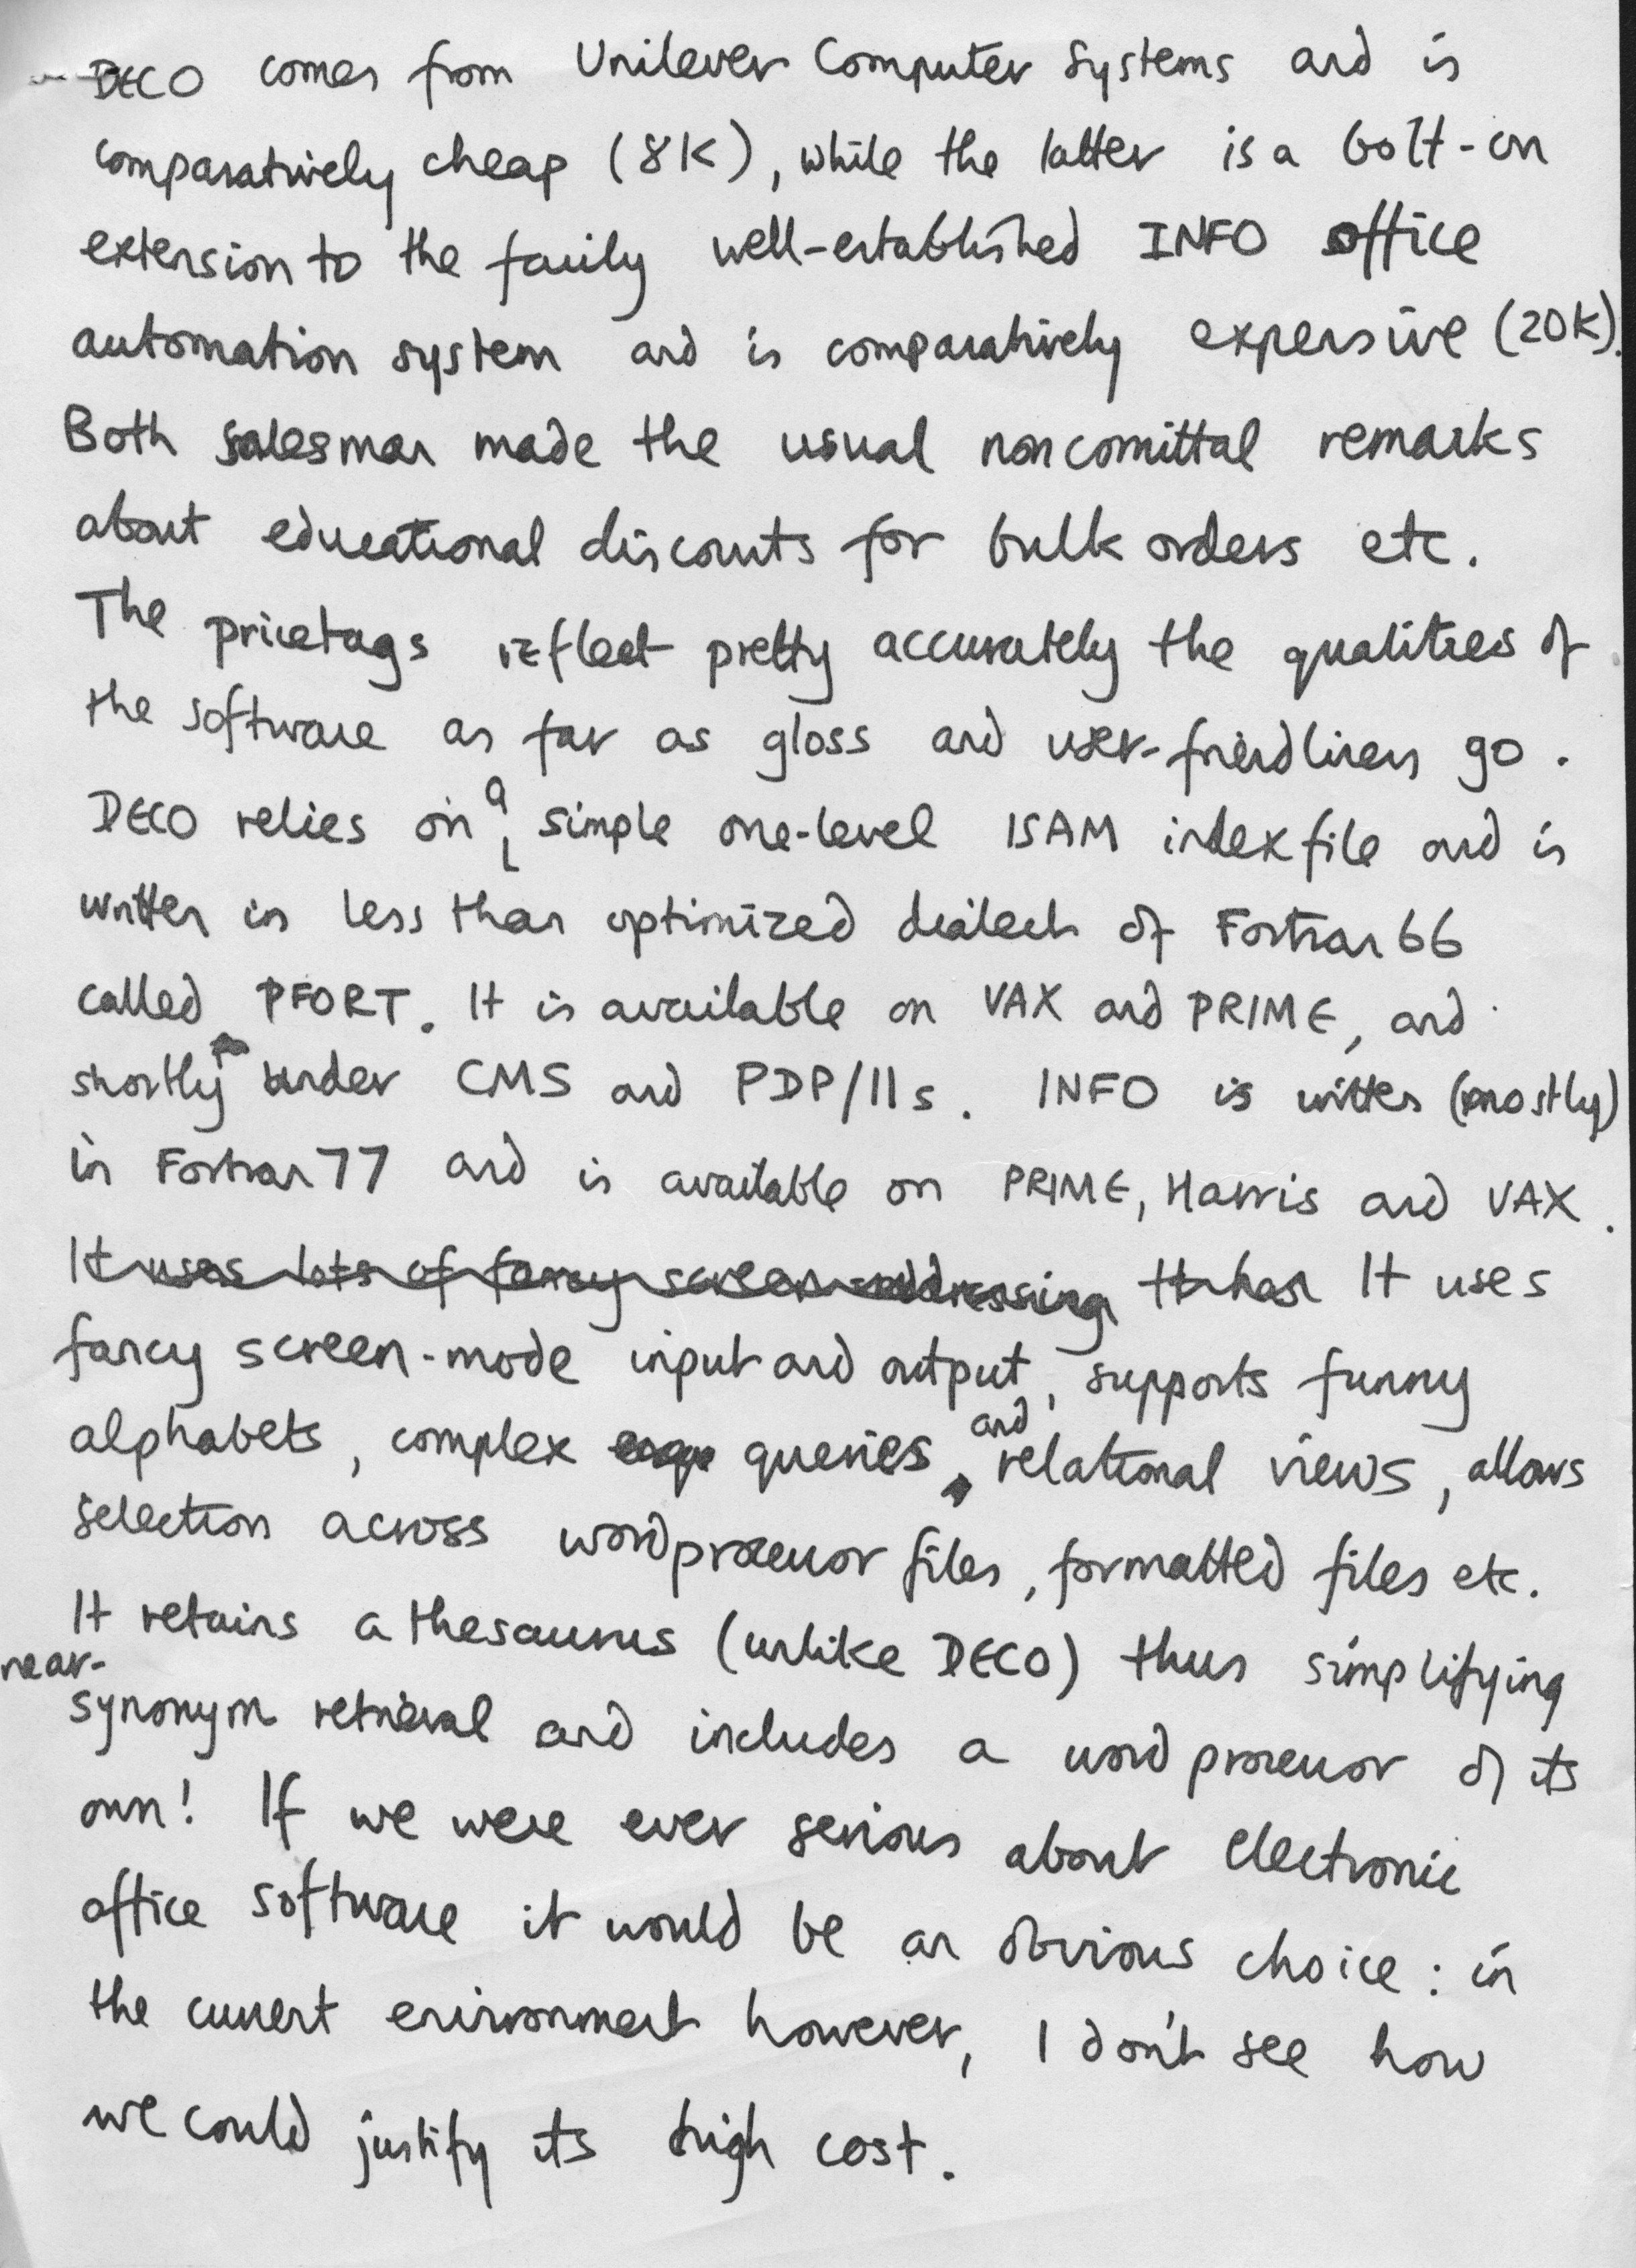 DECO comes from Unilever Computer Systems and is
comparatively cheap (8K), while the latter is a bolt-on
extension to the faiily well-established INFO office
automation system and is comparatively expensive (20K).
Both salesman made the usual noncomittal remarks
about educational discounts for bulk orders etc.
The pricetags reflect pretty accurately the qualities of
the software as far as gloss and user-friendliness go.
DECO relies on a simple one-level ISAM index file and is
written in less than optimized dialect of Fortran 66
called PFORT. It is available on VAX and PRIME, and
shortly under CMS and PDP/11s. INFO is written (mostly)
in Fortran 77 and is available on PRIME, Harris and VAX.
It uses lots of fancy screen addressing It has It uses
fancy screen-mode input and output, supports funny
alphabets, complex queries and relational views, allows
selection across wordprocessor files, formatted files etc.
It retains a thesaurus (unlike DECO) thus simplifying
near-synonym retrieval and includes a word processor of its
own! If we were ever serious about electronic
office software it would be an obvious choice: in
the current environment however, I don't see how
we could justify its high cost.